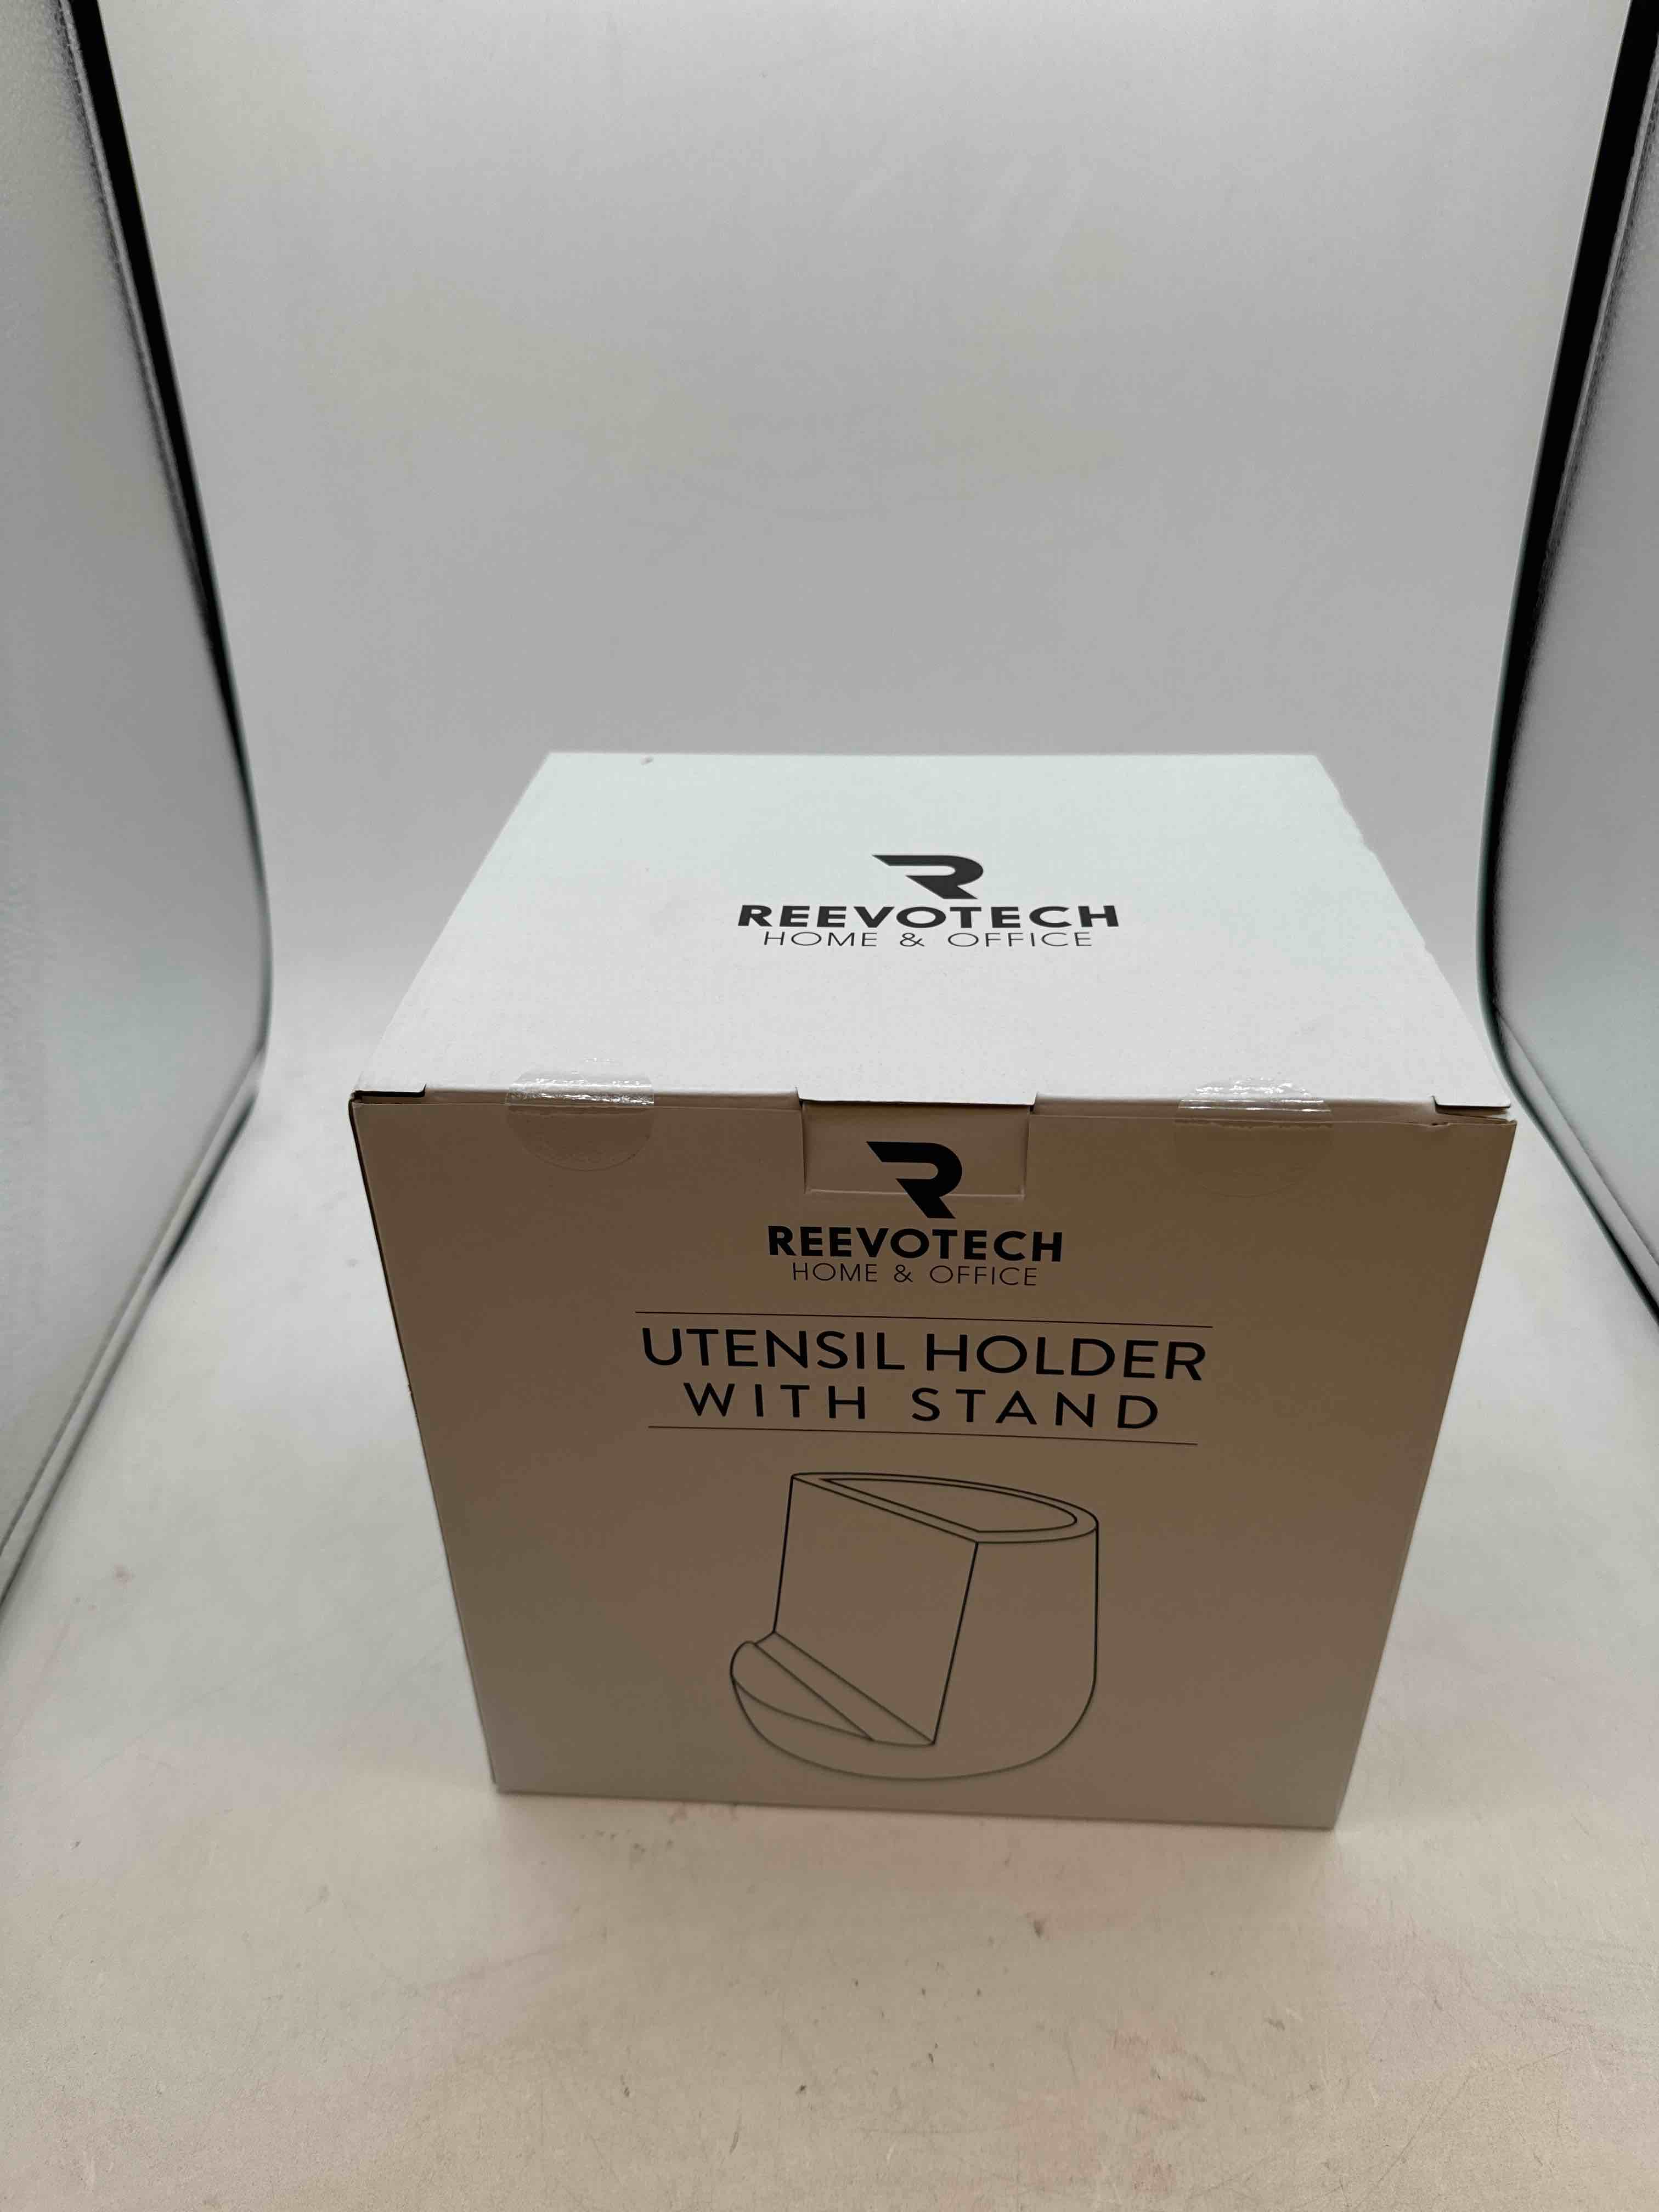 REEVOTECH
HOME & OFFICE
REEVOTECH
HOME & OFFICE
UTENSIL HOLDER
WITH STAND